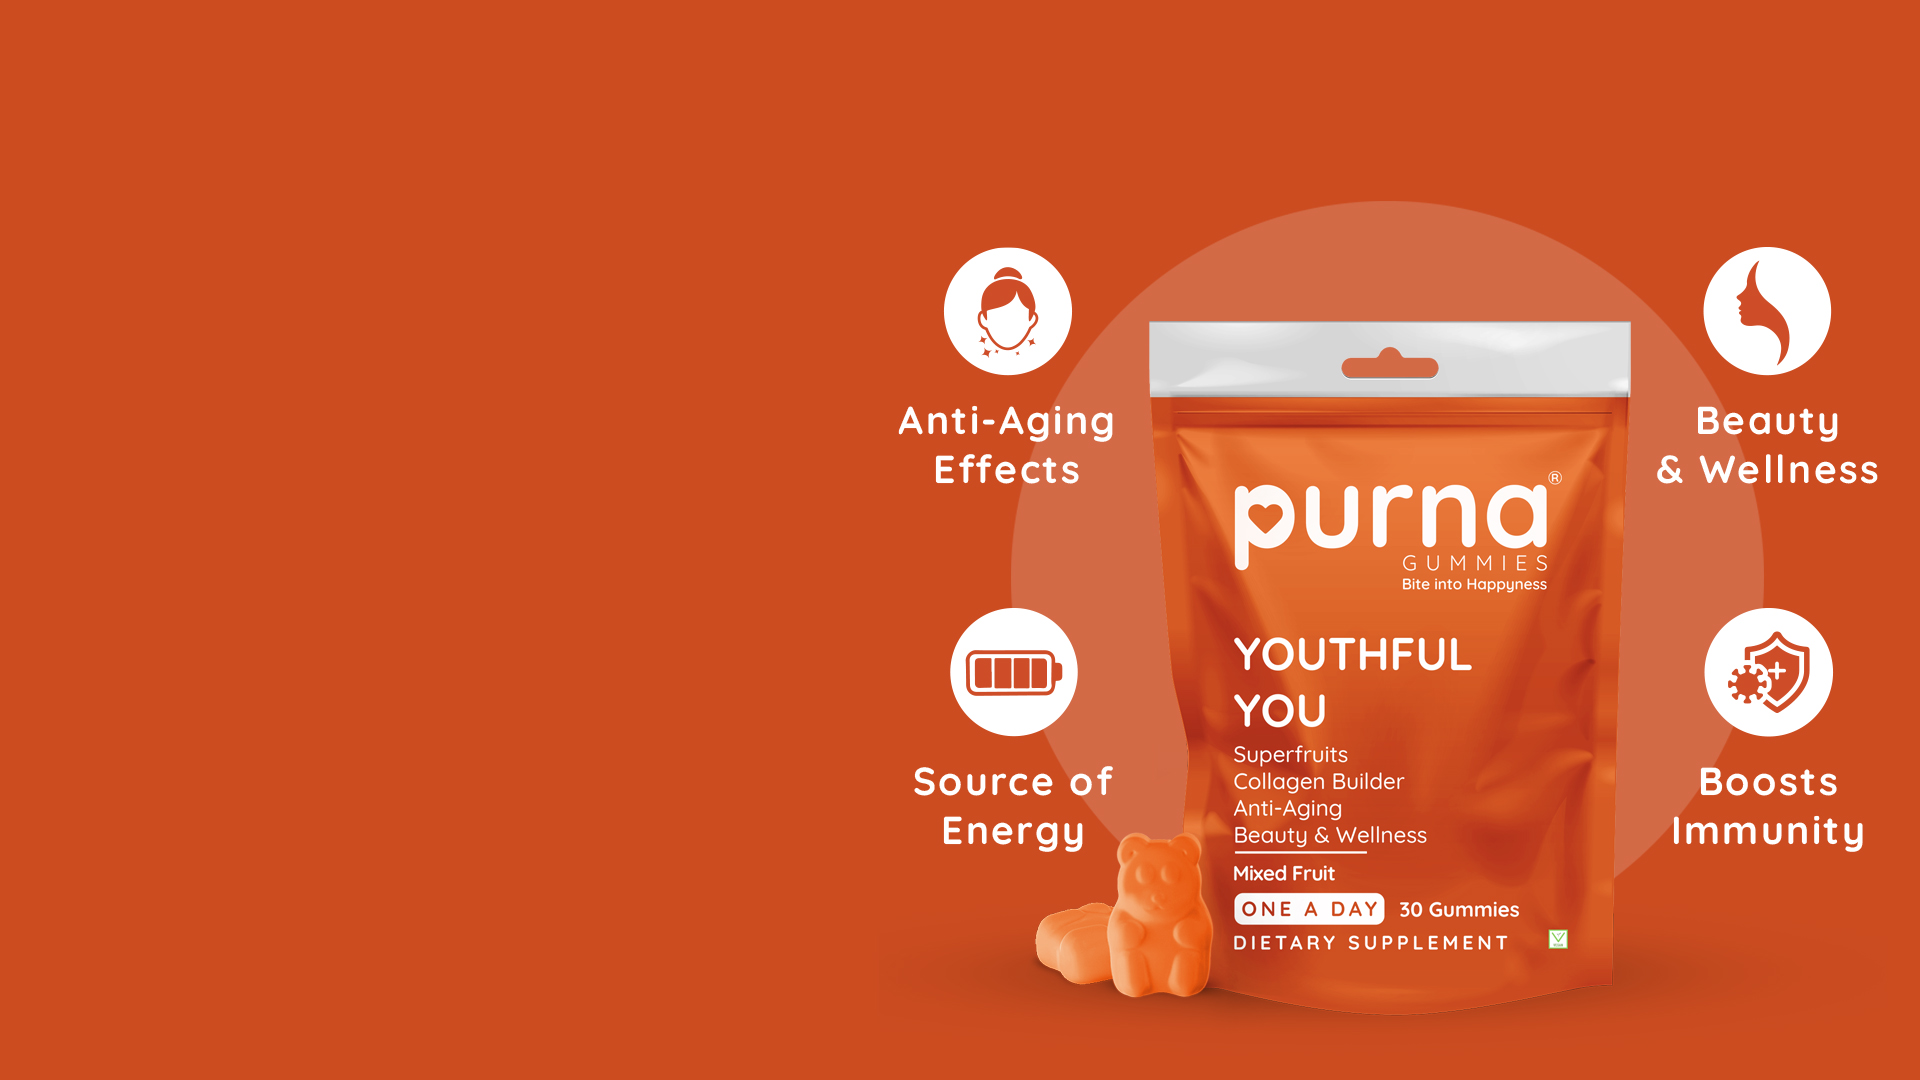 Anti-Aging
Effects
Source of
Energy
purna®
GUMMIES
Bite into Happyness
YOUTHFUL
YOU
Superfruits
Collagen Builder
Anti-Aging
Beauty & Wellness
Mixed Fruit
ONE A DAY 30 Gummies
DIETARY SUPPLEMENT
Beauty
& Wellness
Boosts
Immunity